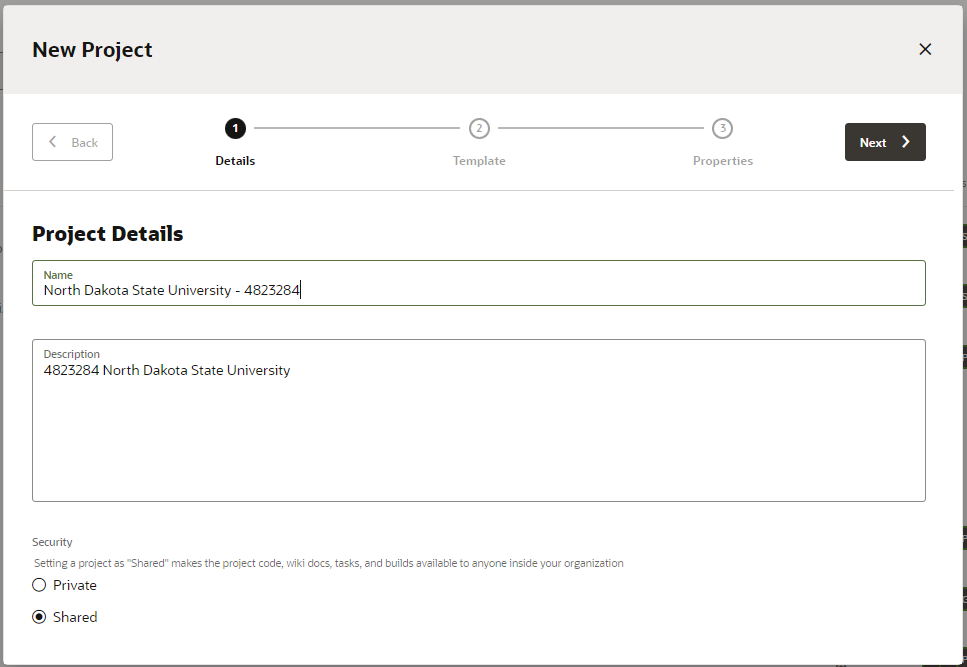 New Project
Back
1
2
3
Details
Template
Properties
Next
Project Details
Name
North Dakota State University - 4823284
Description
4823284 North Dakota State University
Security
Setting a project as "Shared" makes the project code, wiki docs, tasks, and builds available to anyone inside your organization
Private
Shared